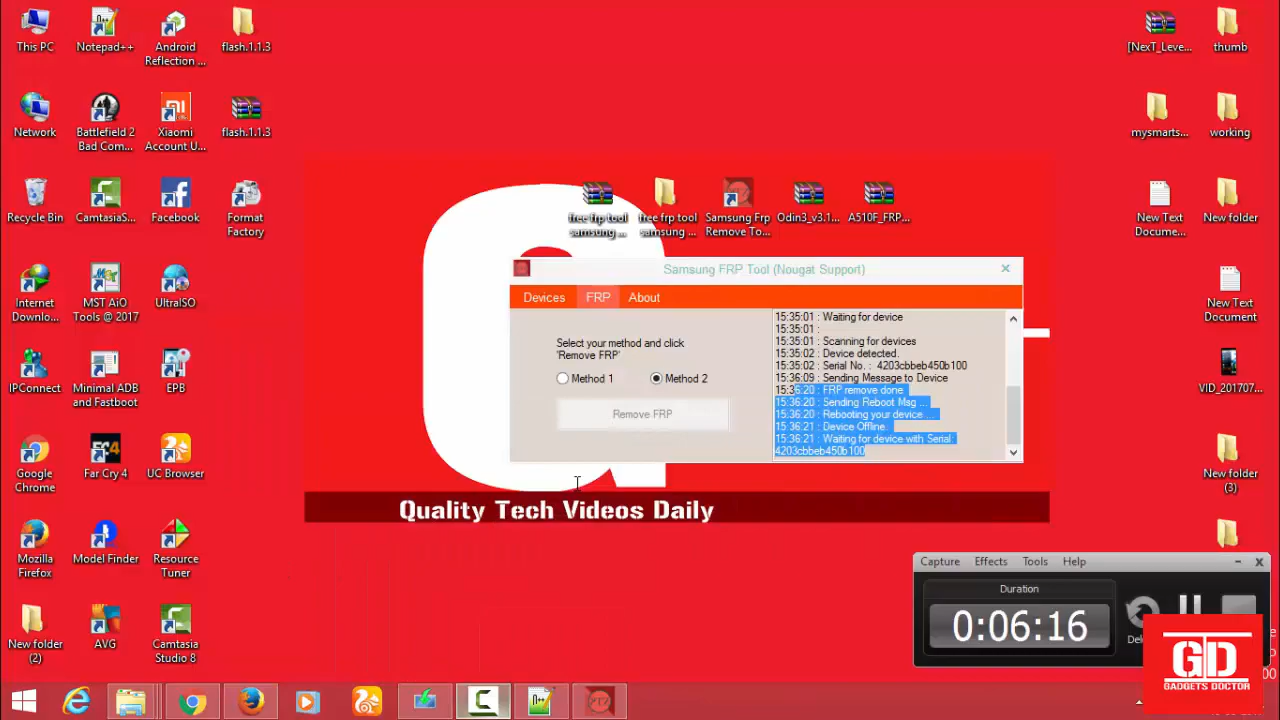 This PC
Notepad++
Android
Reflection ...
flash.1.1.3
[NexT_Leve...
thumb
Network
Battlefield 2
Bad Com...
Xiaomi
Account U...
flash.1.1.3
mysmarts...
working
Recycle Bin
CamtasiaS...
Facebook
Format
Factory
free frp tool
samsung ...
free frp tool
samsung ...
Samsung Frp
Remove To...
Odin3_v3.1...
A510F_FRP...
New Text
Docume...
New folder
Internet
Downlo...
MST AiO
Tools @ 2017
UltraISO
New Text
Document
Samsung FRP Tool (Nougat Support)
Devices
FRP
About
Select your method and click
'Remove FRP'
Method 1
Method 2
Remove FRP
15:35:01 : Waiting for device
15:35:01 :
15:35:01 : Scanning for devices
15:35:02 : Device detected.
15:35:02 : Serial No. : 4203cbbeb450b100
15:36:09 : Sending Message to Device
15:36:20 : FRP remove done
15:36:20 : Sending Reboot Msg ...
15:36:20 : Rebooting your device ...
15:36:21 : Device Offline.
15:36:21 : Waiting for device with Serial:
4203cbbeb450b100
IPConnect
Minimal ADB
and Fastboot
EPB
VID_201707...
Google
Chrome
Far Cry 4
UC Browser
New folder
(3)
Quality Tech Videos Daily
Mozilla
Firefox
Model Finder
Resource
Tuner
New folder
(2)
AVG
Camtasia
Studio 8
Capture
Effects
Tools
Help
Duration
0:06:16
GD
GADGETS DOCTOR